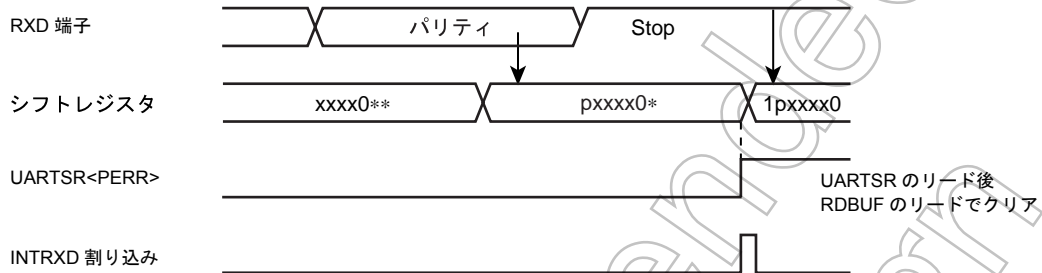 RXD 端子
パリティ
Stop
シフトレジスタ
xxxx0**
pxxxx0*
1pxxxx0
UARTSR<PERR>
UARTSR のリード後
RDBUF のリードでクリア
INTRXD 割り込み